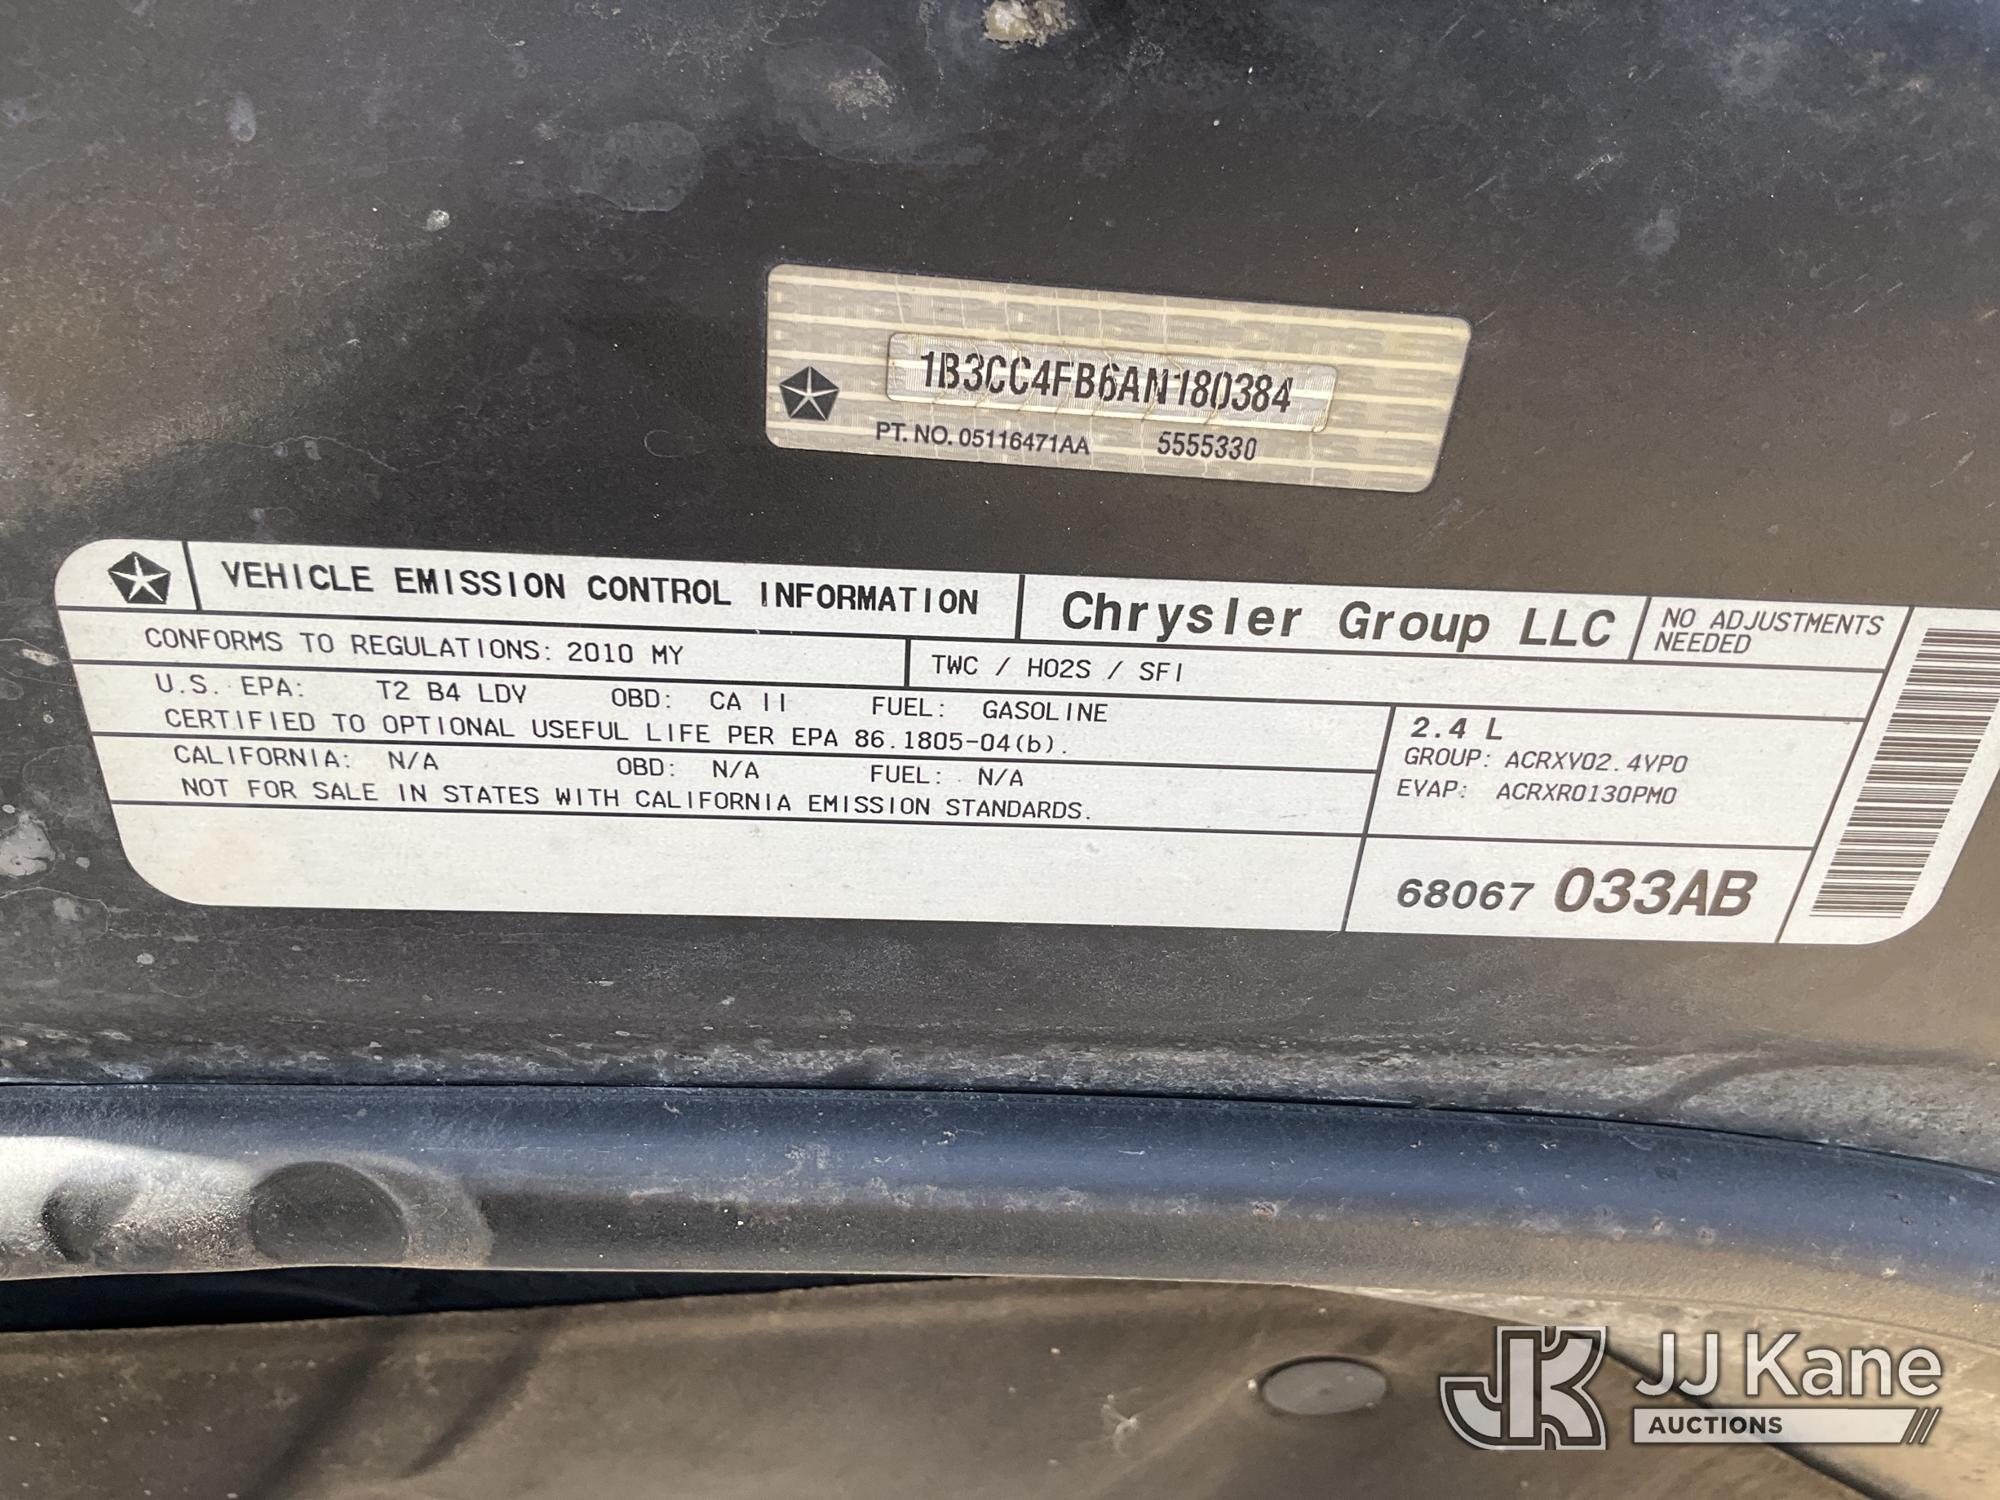 1B3CC4FB6AN180384
PT. NO. 05116471AA 5555330
VEHICLE EMISSION CONTROL INFORMATION
Chrysler Group LLC
NO ADJUSTMENTS
NEEDED
CONFORMS TO REGULATIONS: 2010 MY
TWC / HO2S / SFI
U.S. EPA: T2 B4 LDV OBD: CA II FUEL: GASOLINE
CERTIFIED TO OPTIONAL USEFUL LIFE PER EPA 86.1805-04(b).
CALIFORNIA: N/A OBD: N/A FUEL: N/A
NOT FOR SALE IN STATES WITH CALIFORNIA EMISSION STANDARDS.
2.4 L
GROUP: ACRXV02.4VP0
EVAP: ACRXR0130PM0
68067 033AB
JK JJ Kane
AUCTIONS